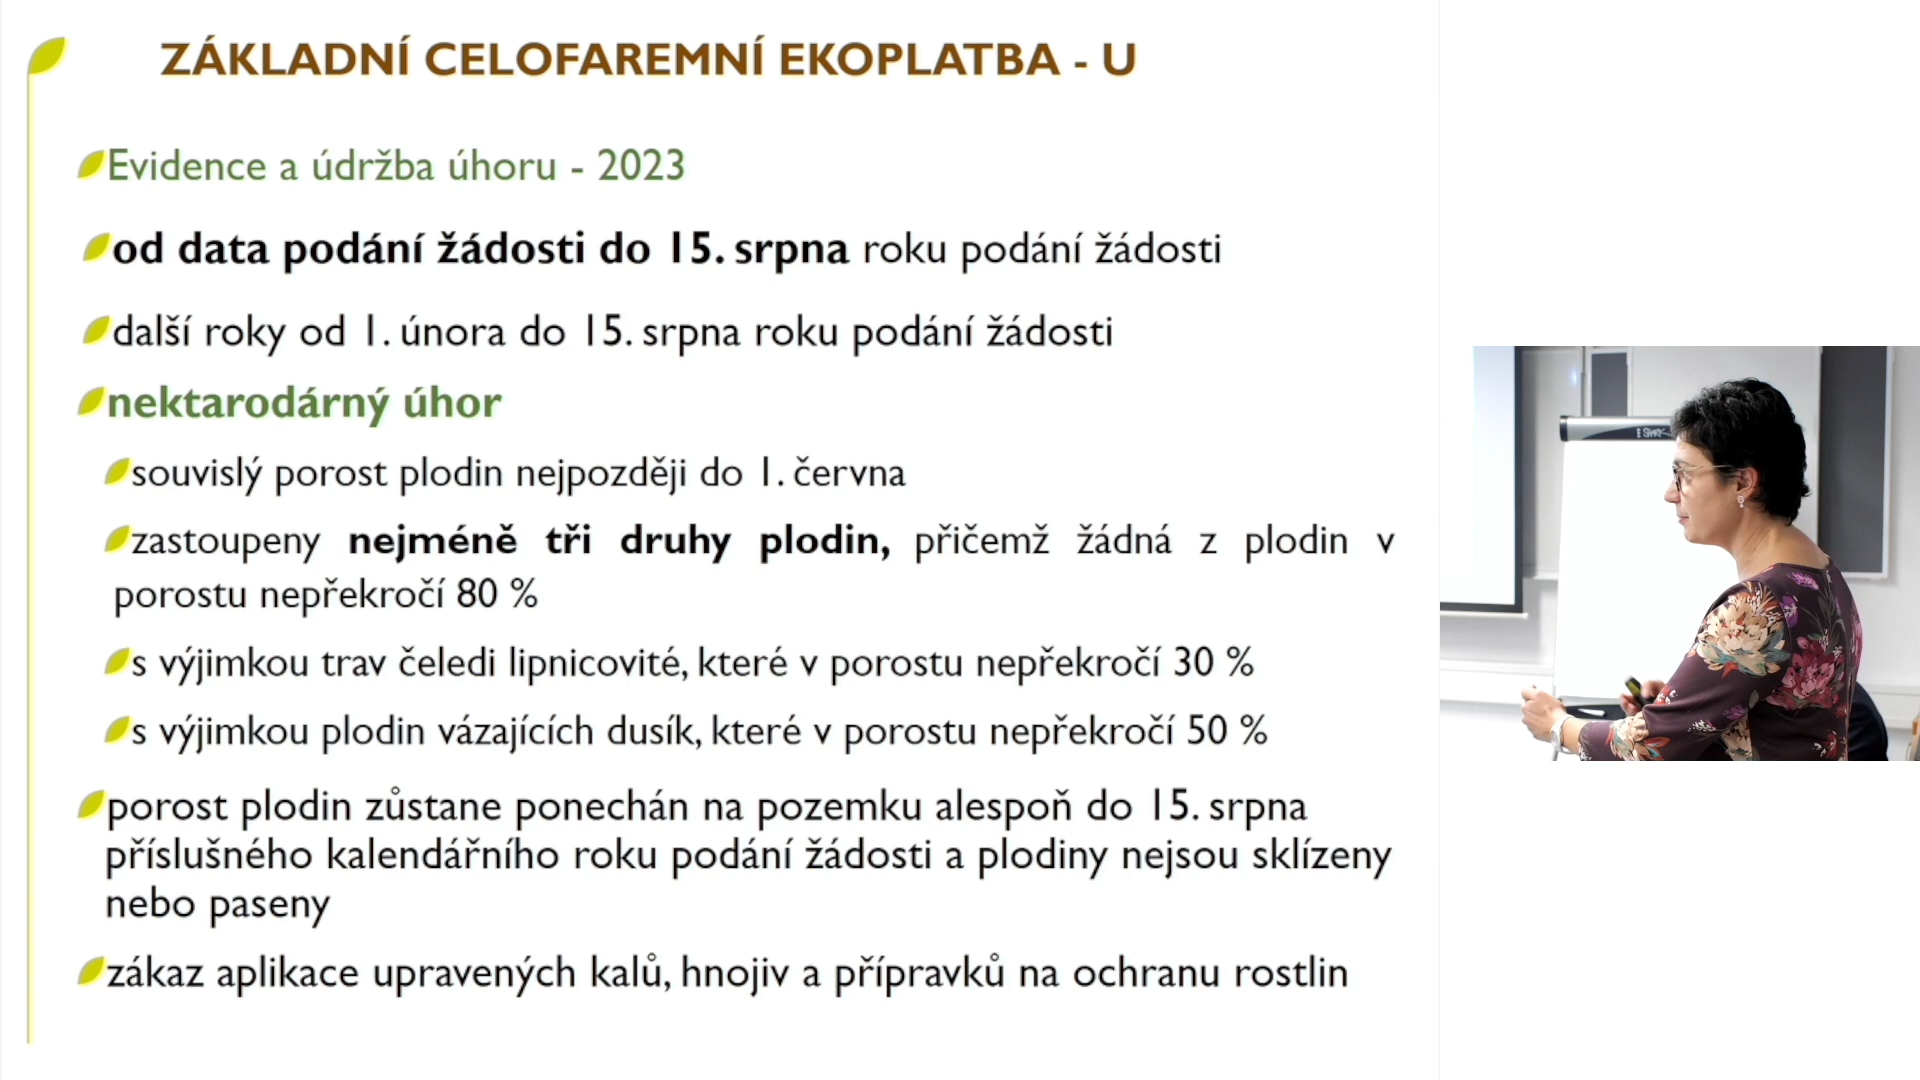 ZÁKLADNÍ CELOFAREMNÍ EKOPLATBA - U
Evidence a údržba úhoru - 2023
od data podání žádosti do 15. srpna roku podání žádosti
další roky od 1. února do 15. srpna roku podání žádosti
nektarodárný úhor
souvislý porost plodin nejpozději do 1. června
zastoupeny nejméně tři druhy plodin, přičemž žádná z plodin v
porostu nepřekročí 80 %
s výjimkou trav čeledi lipnicovité, které v porostu nepřekročí 30 %
s výjimkou plodin vázajících dusík, které v porostu nepřekročí 50 %
porost plodin zůstane ponechán na pozemku alespoň do 15. srpna
příslušného kalendářního roku podání žádosti a plodiny nejsou sklízeny
nebo paseny
zákaz aplikace upravených kalů, hnojiv a přípravků na ochranu rostlin